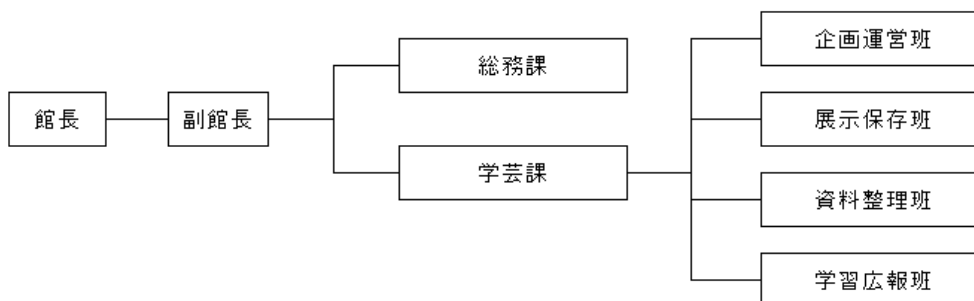 館長
副館長
総務課
学芸課
企画運営班
展示保存班
資料整理班
学習広報班